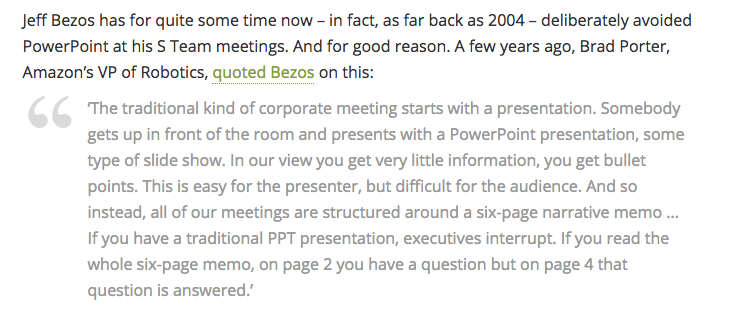 Jeff Bezos has for quite some time now – in fact, as far back as 2004 – deliberately avoided
PowerPoint at his S Team meetings. And for good reason. A few years ago, Brad Porter,
Amazon’s VP of Robotics, quoted Bezos on this:
“
‘The traditional kind of corporate meeting starts with a presentation. Somebody
gets up in front of the room and presents with a PowerPoint presentation, some
type of slide show. In our view you get very little information, you get bullet
points. This is easy for the presenter, but difficult for the audience. And so
instead, all of our meetings are structured around a six-page narrative memo ...
If you have a traditional PPT presentation, executives interrupt. If you read the
whole six-page memo, on page 2 you have a question but on page 4 that
question is answered.’